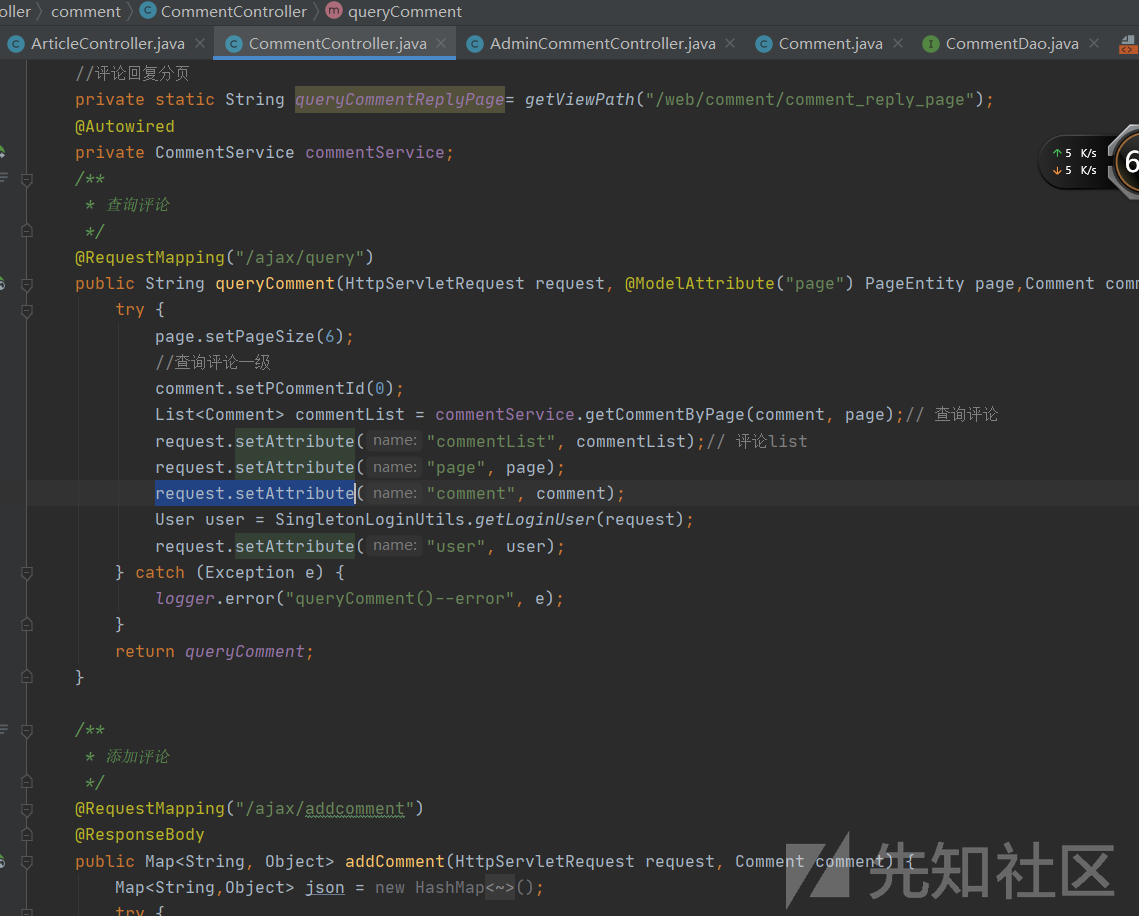 oller 〉 comment 〉 C CommentController 〉 m queryComment
C ArticleController.java × C CommentController.java × C AdminCommentController.java × C Comment.java × I CommentDao.java ×
//评论回复分页
private static String queryCommentReplyPage= getViewPath("/web/comment/comment_reply_page");
@Autowired
private CommentService commentService;
↑ 5 K/s
↓ 5 K/s
6
/**
* 查询评论
*/
@RequestMapping("/ajax/query")
public String queryComment(HttpServletRequest request, @ModelAttribute("page") PageEntity page,Comment comm
try {
page.setPageSize(6);
//查询评论一级
comment.setPCommentId(0);
List<Comment> commentList = commentService.getCommentByPage(comment, page);// 查询评论
request.setAttribute( name: "commentList", commentList);// 评论list
request.setAttribute( name: "page", page);
request.setAttribute( name: "comment", comment);
User user = SingletonLoginUtils.getLoginUser(request);
request.setAttribute( name: "user", user);
} catch (Exception e) {
logger.error("queryComment()--error", e);
}
return queryComment;
}
/**
* 添加评论
*/
@RequestMapping("/ajax/addcomment")
@ResponseBody
public Map<String, Object> addComment(HttpServletRequest request, Comment comment) {
Map<String,Object> json = new HashMap<~>();
try {
先知社区